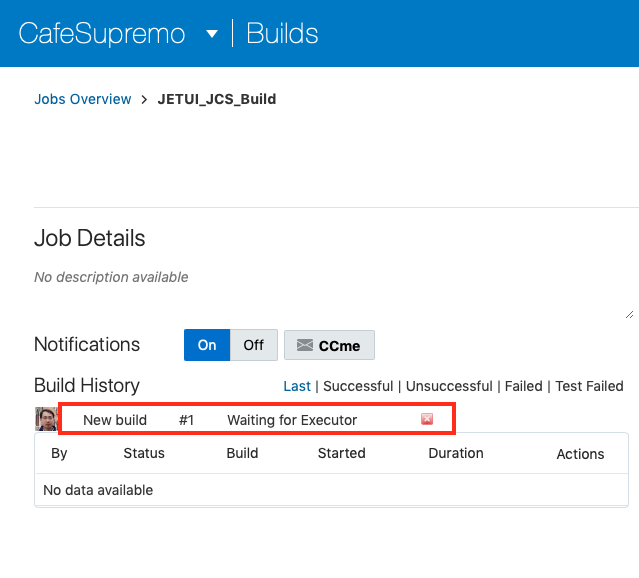 CafeSupremo | Builds
Jobs Overview > JETUI_JCS_Build
Job Details
No description available
Notifications On Off CCme
Build History Last | Successful | Unsuccessful | Failed | Test Failed
New build #1 Waiting for Executor
By Status Build Started Duration Actions
No data available